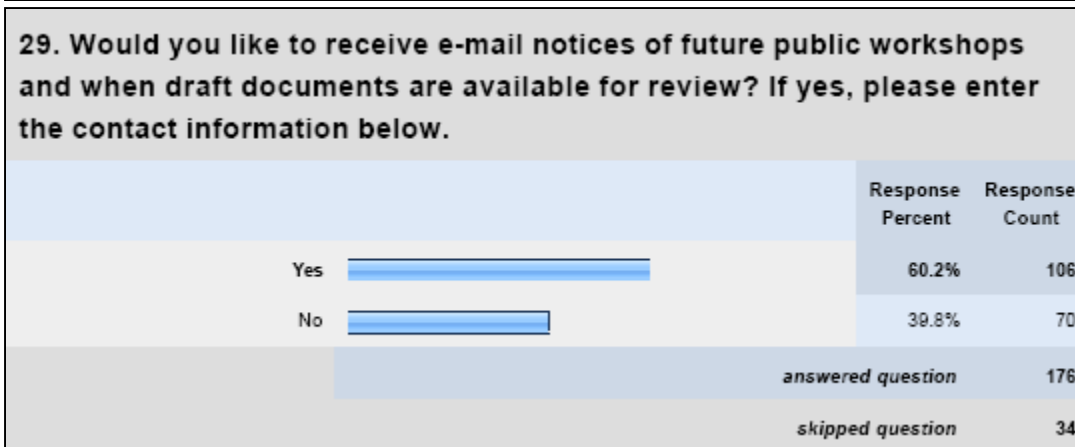 29. Would you like to receive e-mail notices of future public workshops
and when draft documents are available for review? If yes, please enter
the contact information below.
Response Percent
Response Count
Yes 60.2% 106
No 39.8% 70
answered question 176
skipped question 34